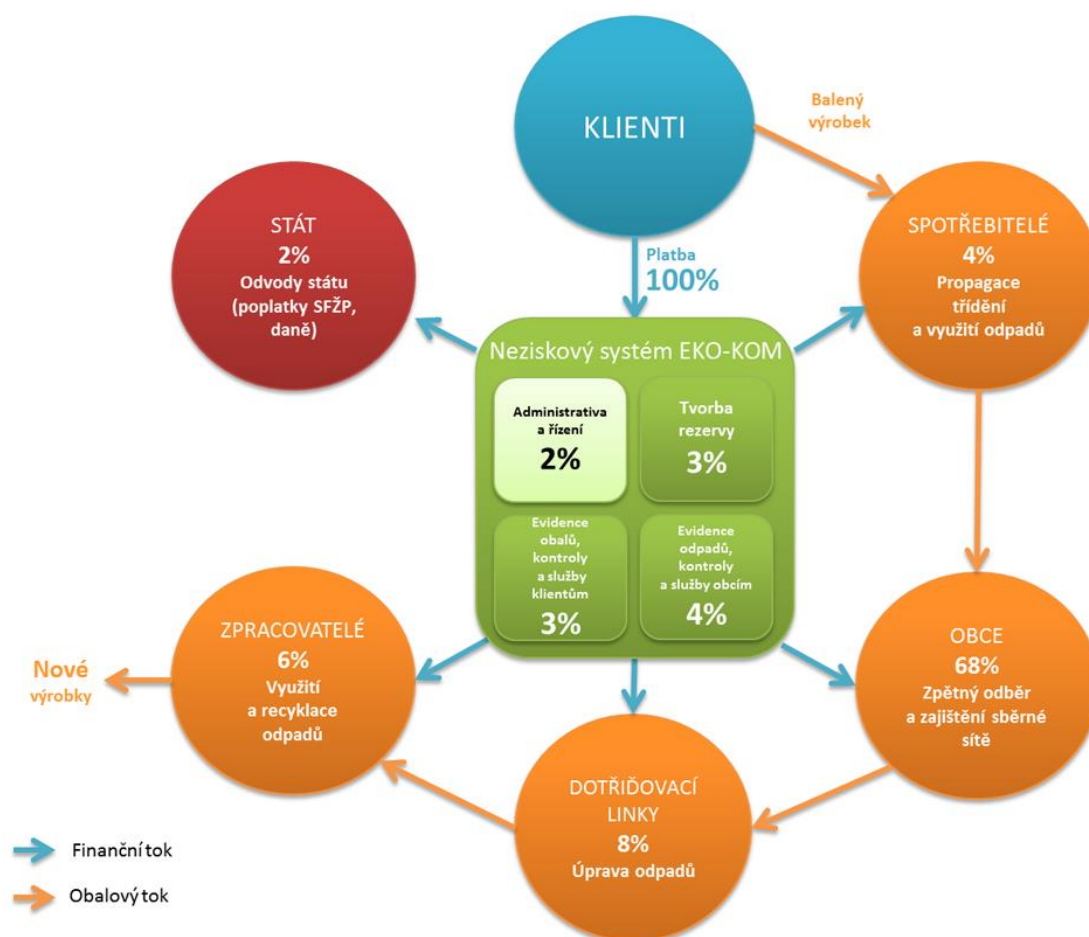 KLIENTI
Balený
výrobek
STÁT
2%
Odvody státu
(poplatky SFŽP,
daně)
Platba
100%
SPOTŘEBITELÉ
4%
Propagace
třídění
a využití odpadů
Neziskový systém EKO-KOM
Administrativa
a řízení
2%
Tvorba
rezervy
3%
Evidence
obalů,
kontroly
a služby
klientům
3%
Evidence
odpadů,
kontroly
a služby obcím
4%
ZPRACOVATELÉ
6%
Využití
a recyklace
odpadů
Nové
výrobky
OBCE
68%
Zpětný odběr
a zajištění sběrné
sítě
DOTŘIĎOVACÍ
LINKY
8%
Úprava odpadů
Finanční tok
Obalový tok